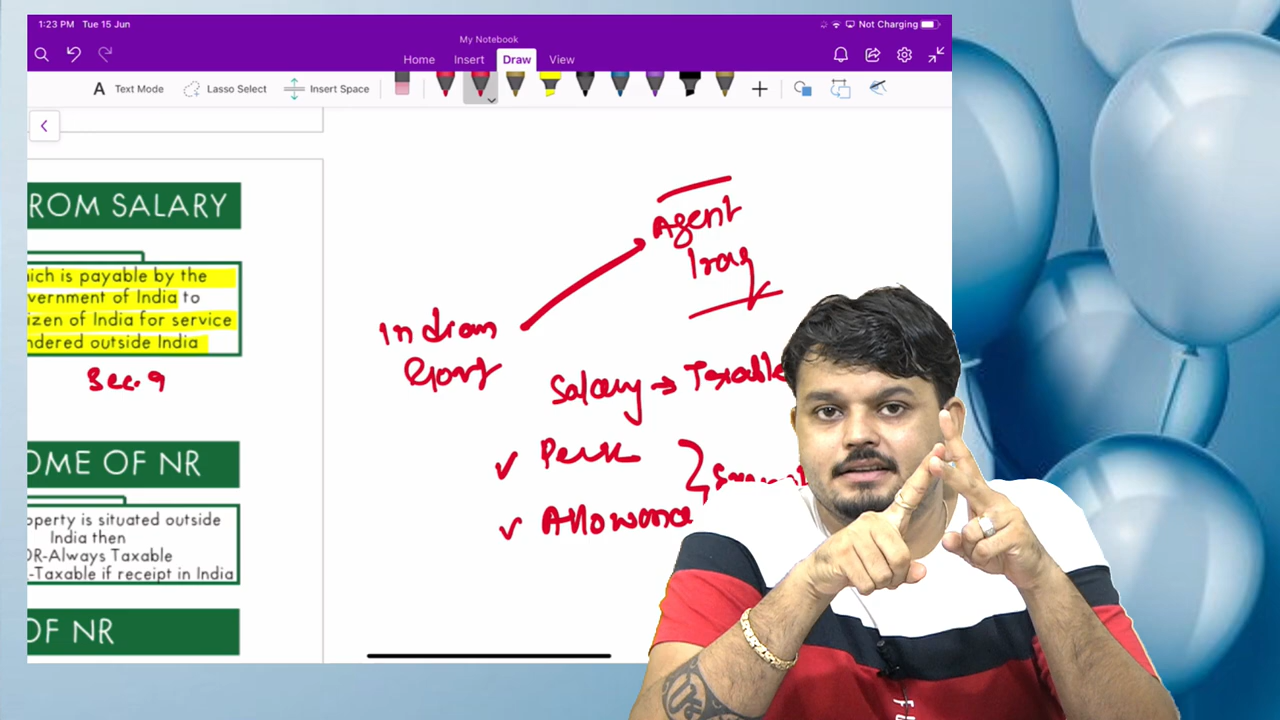 1:23 PM Tue 15 Jun
Not Charging
My Notebook
Home Insert Draw View
A Text Mode Lasso Select Insert Space
ROM SALARY
ich is payable by the
vernment of India to
izen of India for service
ndered outside India
Sec. 9
OME OF NR
operty is situated outside
India then
OR-Always Taxable
-Taxable if receipt in India
OF NR
Agent
Iraq
Indian
Govt
Salary → Taxable
✓ Perk
✓ Allowance